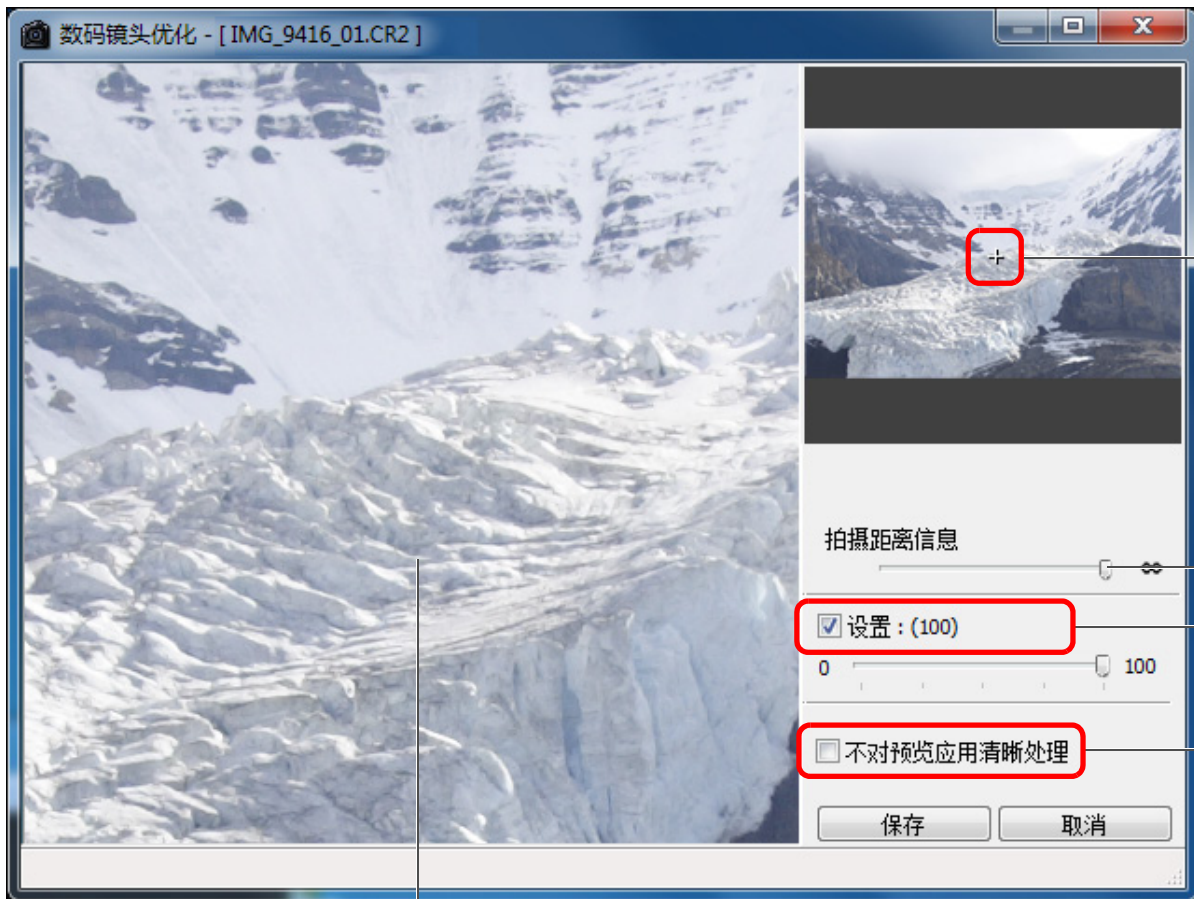 数码镜头优化 - [ IMG_9416_01.CR2 ]
拍摄距离信息
∞
设置 : (100)
0 100
不对预览应用清晰处理
保存 取消